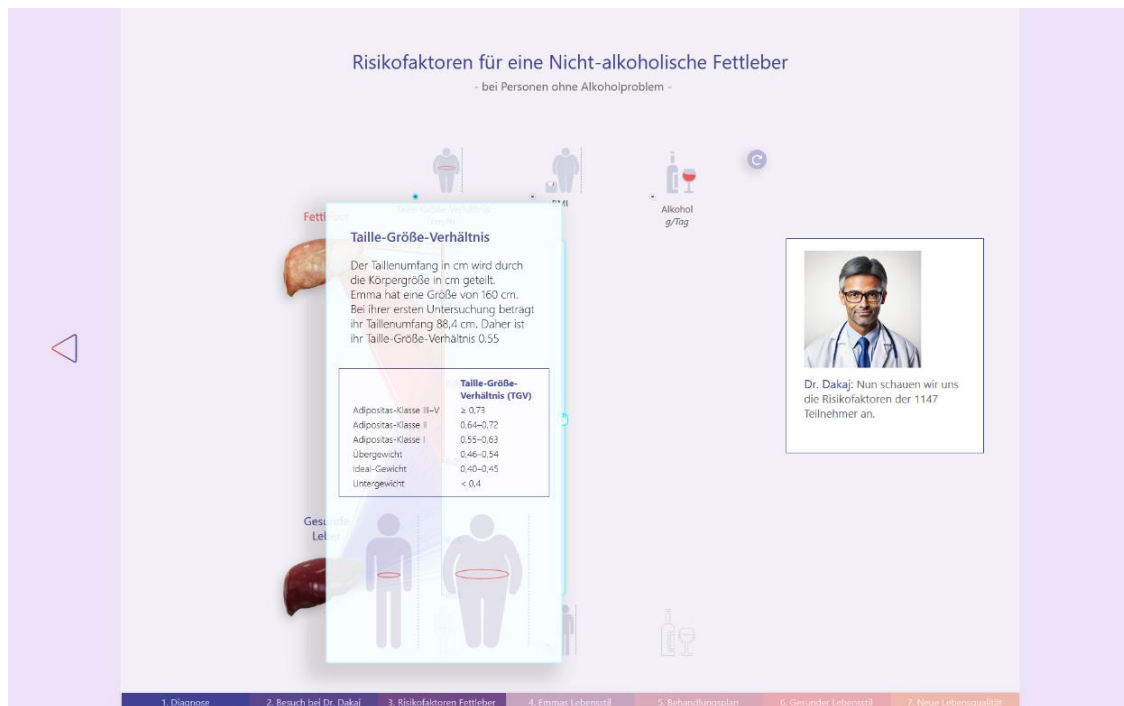 Risikofaktoren für eine Nicht-alkoholische Fettleber
- bei Personen ohne Alkoholproblem -
BMI
Alkohol
g/Tag
Taille-Größe-Verhältnis
Der Taillenumfang in cm wird durch
die Körpergröße in cm geteilt.
Emma hat eine Größe von 160 cm.
Bei ihrer ersten Untersuchung beträgt
ihr Taillenumfang 88,4 cm. Daher ist
ihr Taille-Größe-Verhältnis 0.55
Taille-Größe-
Verhältnis (TGV)
Adipositas-Klasse III–V ≥ 0,73
Adipositas-Klasse II 0,64–0,72
Adipositas-Klasse I 0,55–0,63
Übergewicht 0,46–0,54
Ideal-Gewicht 0,40–0,45
Untergewicht < 0,4
Gesunde
Leber
Dr. Dakaj: Nun schauen wir uns
die Risikofaktoren der 1147
Teilnehmer an.
1. Diagnose 2. Besuch bei Dr. Dakaj 3. Risikofaktoren Fettleber 4. Emmas Lebensstil 5. Behandlungsplan 6. Gesunder Lebensstil 7. Neue Lebensqualität